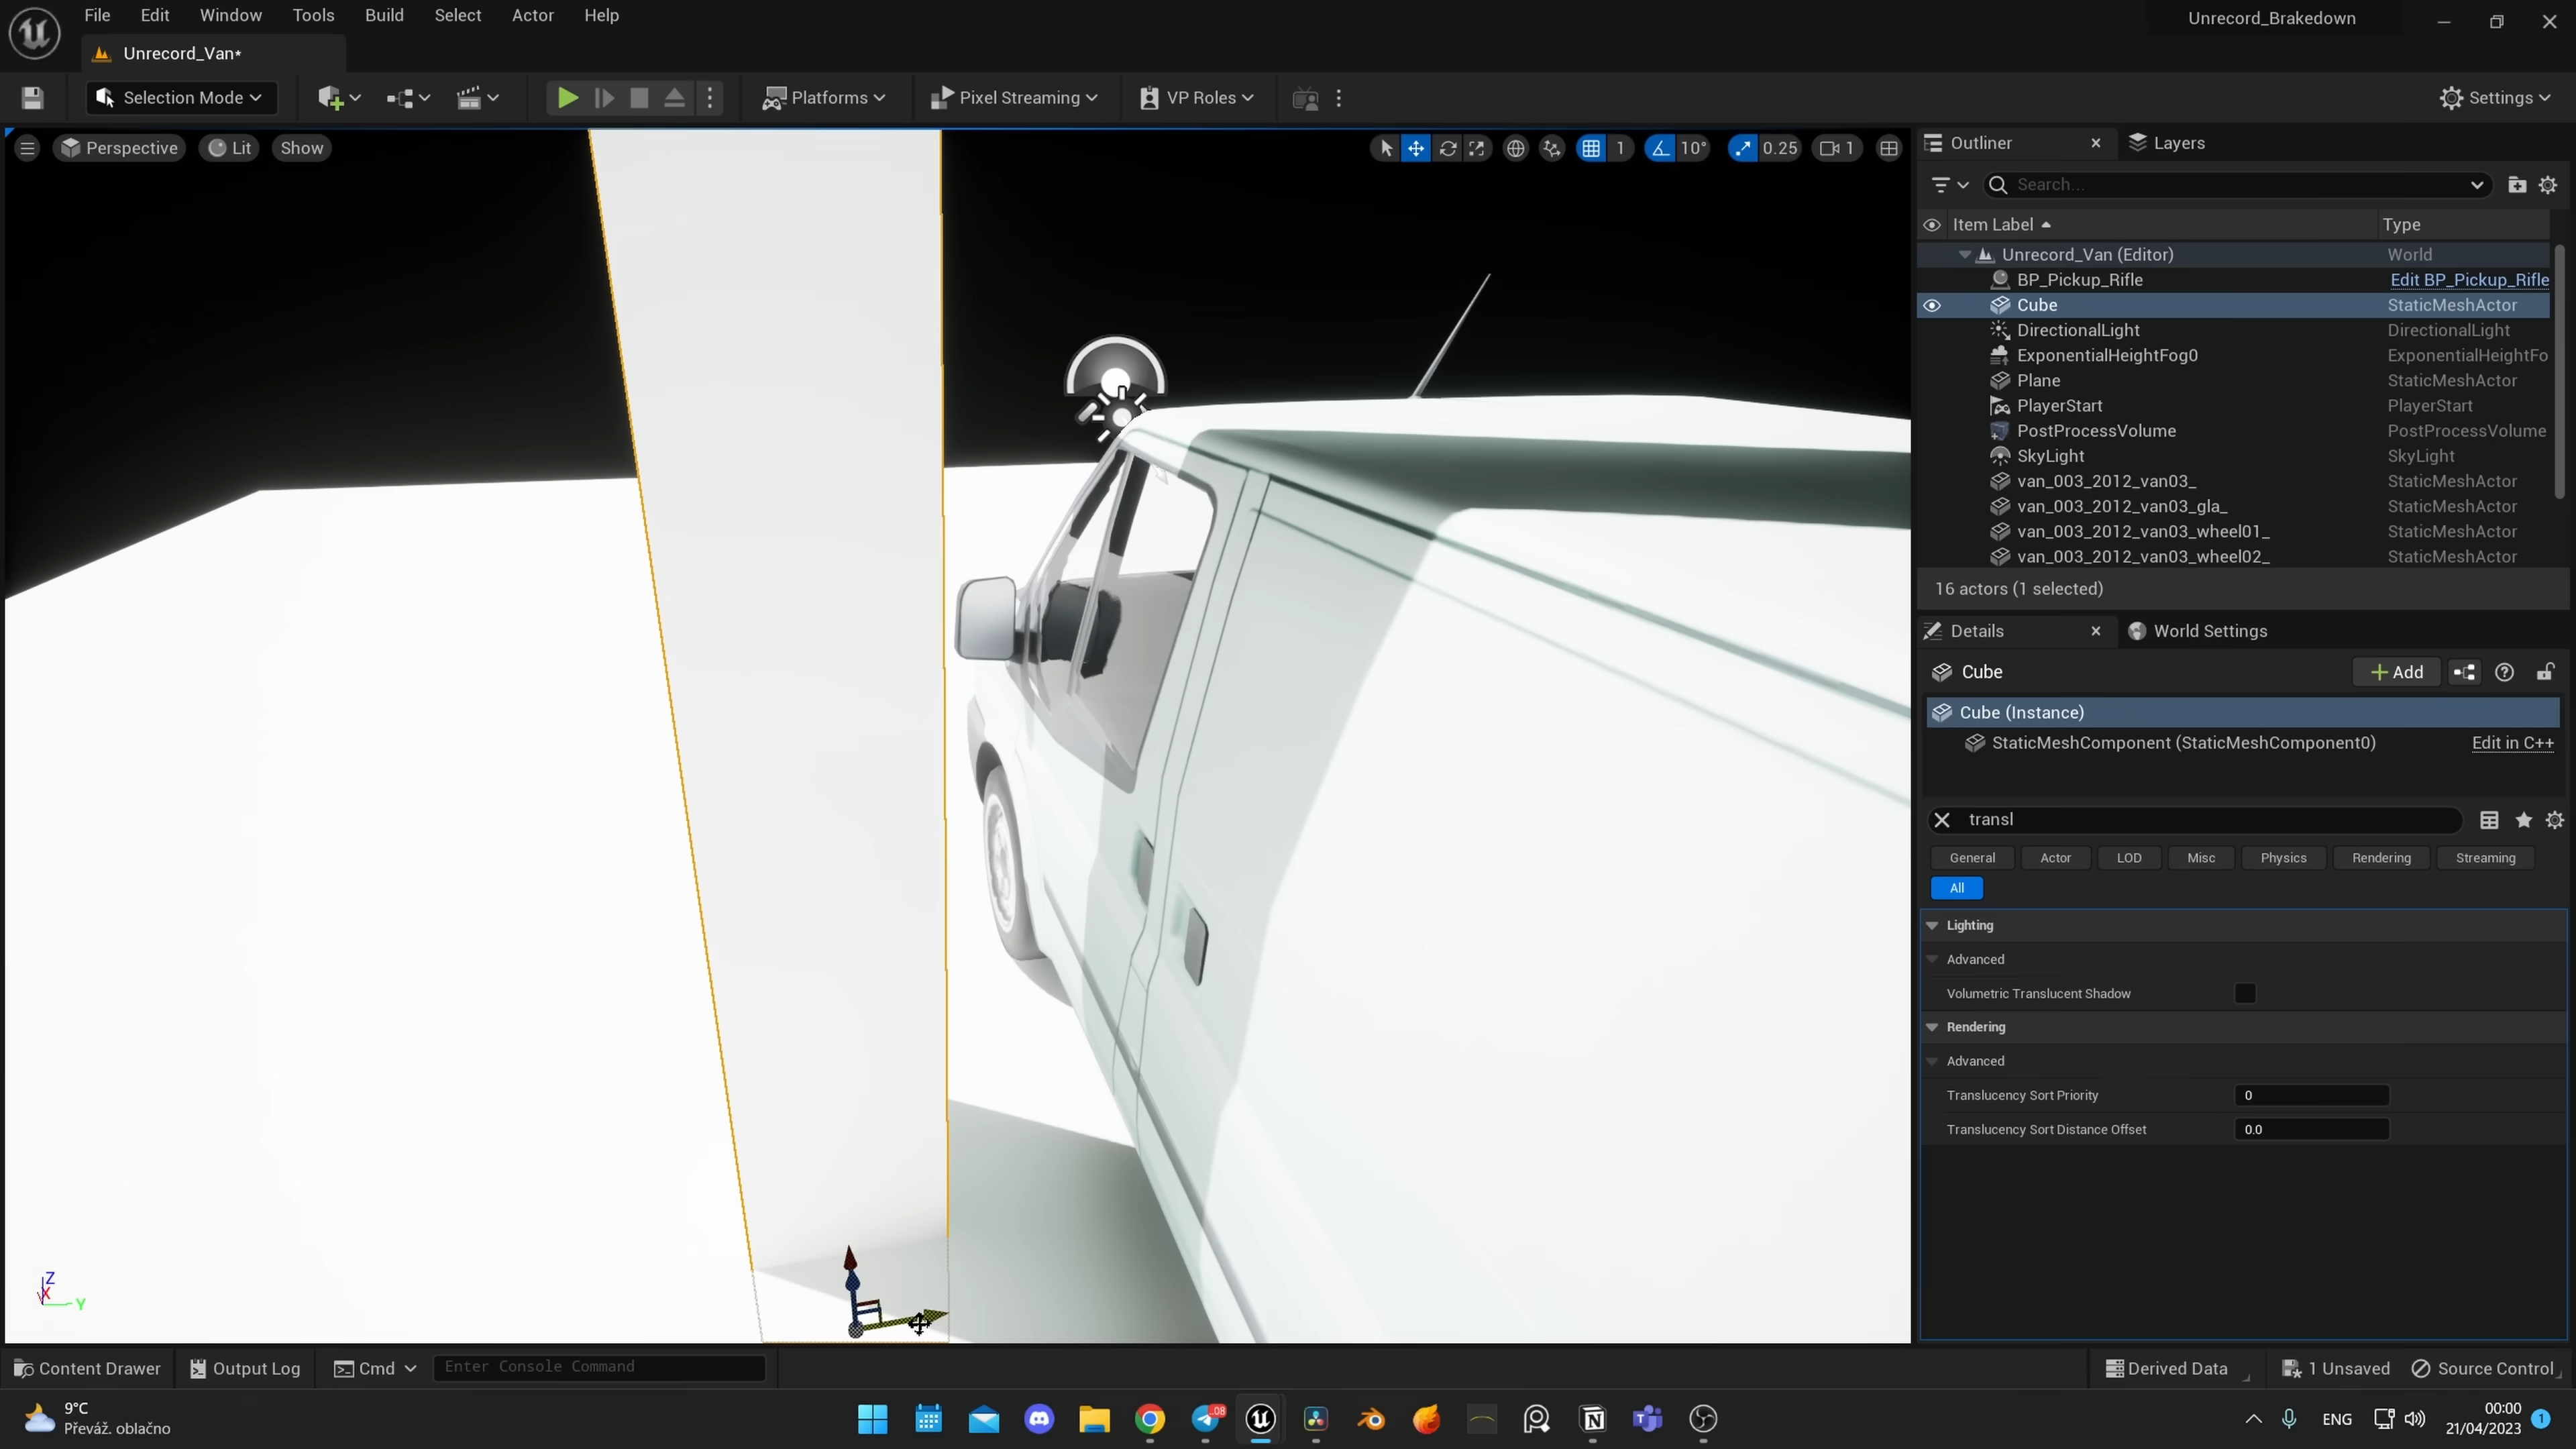 File Edit Window Tools Build Select Actor Help
Unrecord_Brakedown
Unrecord_Van*
Selection Mode
Platforms
Pixel Streaming
VP Roles
Settings
Perspective Lit Show
1 10° 0.25 1
Outliner Layers
Search...
Item Label Type
Unrecord_Van (Editor) World
BP_Pickup_Rifle Edit BP_Pickup_Rifle
Cube StaticMeshActor
DirectionalLight DirectionalLight
ExponentialHeightFog0 ExponentialHeightFo
Plane StaticMeshActor
PlayerStart PlayerStart
PostProcessVolume PostProcessVolume
SkyLight SkyLight
van_003_2012_van03_ StaticMeshActor
van_003_2012_van03_gla_ StaticMeshActor
van_003_2012_van03_wheel01_ StaticMeshActor
van_003_2012_van03_wheel02_ StaticMeshActor
16 actors (1 selected)
Details World Settings
Cube
Add
Cube (Instance)
StaticMeshComponent (StaticMeshComponent0) Edit in C++
transl
General Actor LOD Misc Physics Rendering Streaming
All
Lighting
Advanced
Volumetric Translucent Shadow
Rendering
Advanced
Translucency Sort Priority 0
Translucency Sort Distance Offset 0.0
Z
X
Y
Content Drawer Output Log Cmd Enter Console Command
Derived Data 1 Unsaved Source Control
9°C
Převáž. oblačno
.08
ENG
00:00
21/04/2023
1